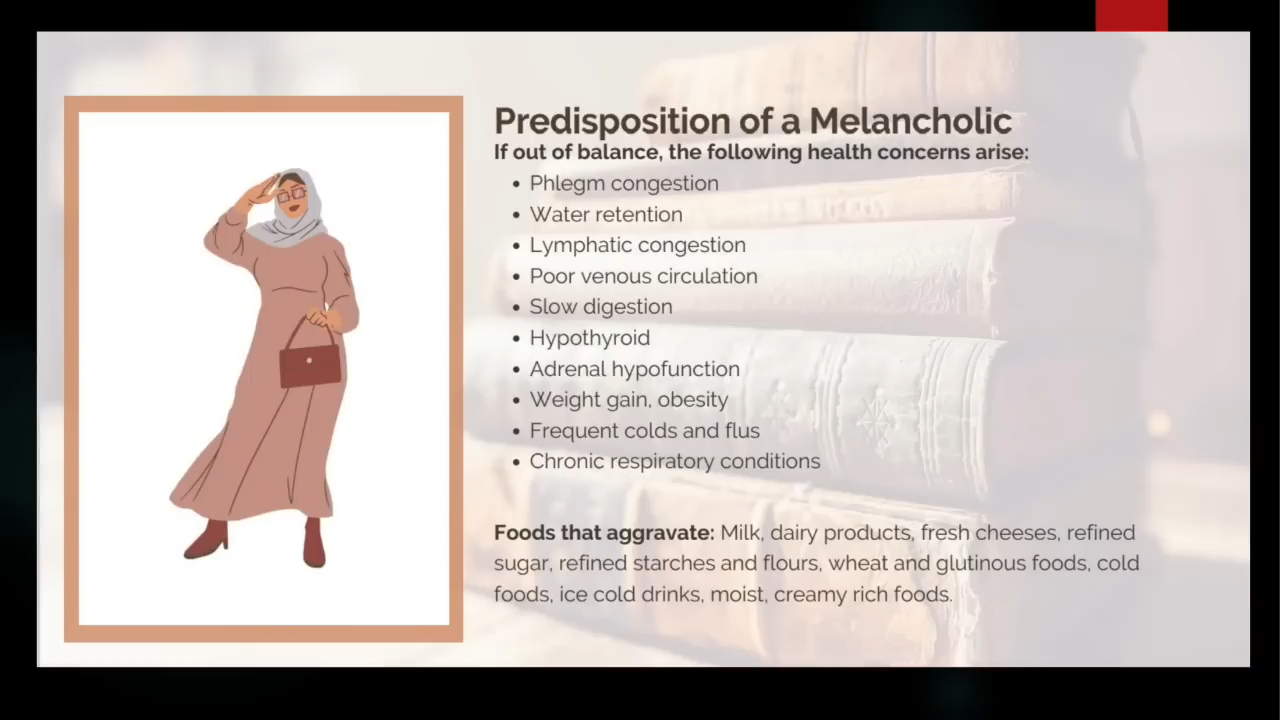 Predisposition of a Melancholic
If out of balance, the following health concerns arise:
• Phlegm congestion
• Water retention
• Lymphatic congestion
• Poor venous circulation
• Slow digestion
• Hypothyroid
• Adrenal hypofunction
• Weight gain, obesity
• Frequent colds and flus
• Chronic respiratory conditions
Foods that aggravate: Milk, dairy products, fresh cheeses, refined
sugar, refined starches and flours, wheat and glutinous foods, cold
foods, ice cold drinks, moist, creamy rich foods.